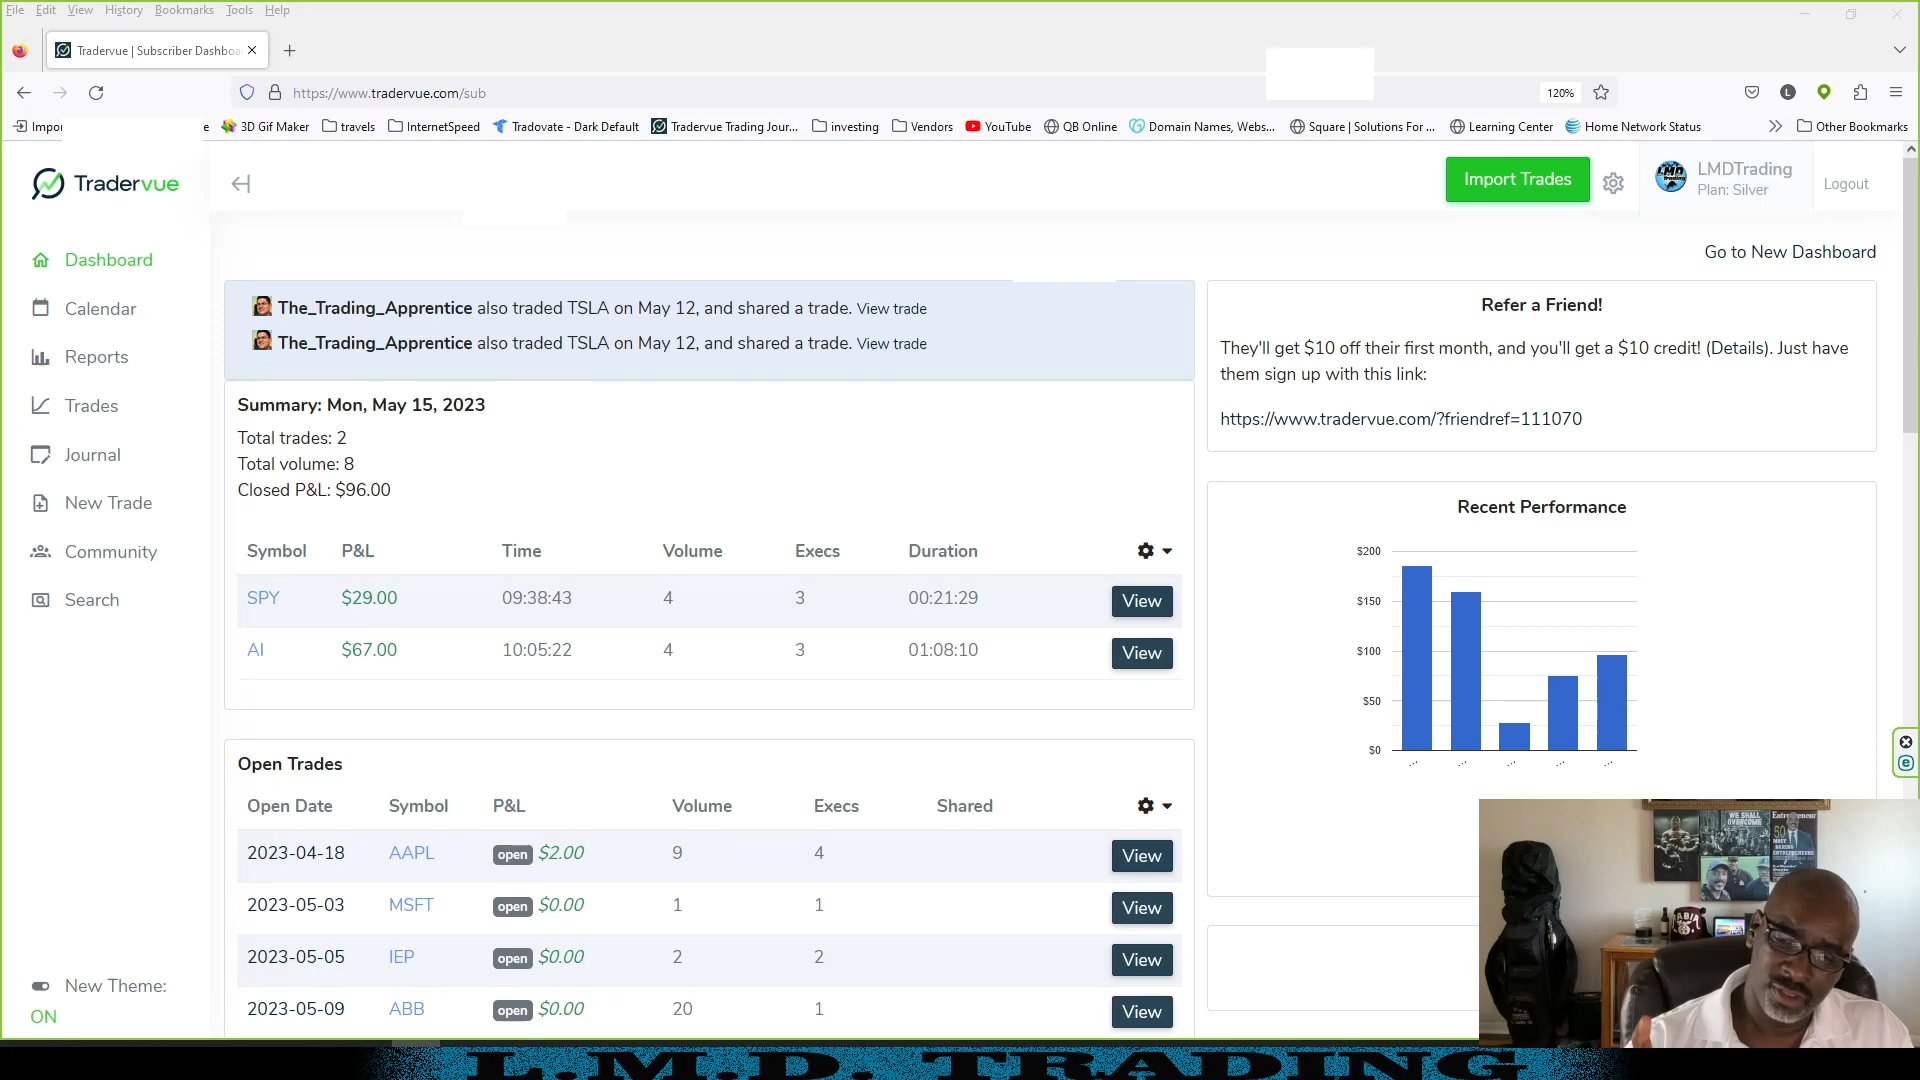 File Edit View History Bookmarks Tools Help
Tradervue | Subscriber Dashboa
https://www.tradervue.com/sub
120%
Impor
e
3D Gif Maker
travels
InternetSpeed
Tradovate - Dark Default
Tradervue Trading Jour...
investing
Vendors
YouTube
QB Online
Domain Names, Webs...
Square | Solutions For ...
Learning Center
Home Network Status
Other Bookmarks
Tradervue
Import Trades
LMDTrading
Plan: Silver
Logout
Go to New Dashboard
Dashboard
Calendar
Reports
Trades
Journal
New Trade
Community
Search
New Theme:
ON
The_Trading_Apprentice also traded TSLA on May 12, and shared a trade. View trade
The_Trading_Apprentice also traded TSLA on May 12, and shared a trade. View trade
Summary: Mon, May 15, 2023
Total trades: 2
Total volume: 8
Closed P&L: $96.00
Symbol P&L Time Volume Execs Duration
SPY $29.00 09:38:43 4 3 00:21:29 View
AI $67.00 10:05:22 4 3 01:08:10 View
Open Trades
Open Date Symbol P&L Volume Execs Shared
2023-04-18 AAPL open $2.00 9 4 View
2023-05-03 MSFT open $0.00 1 1 View
2023-05-05 IEP open $0.00 2 2 View
2023-05-09 ABB open $0.00 20 1 View
Refer a Friend!
They'll get $10 off their first month, and you'll get a $10 credit! (Details). Just have
them sign up with this link:
https://www.tradervue.com/?friendref=111070
Recent Performance
$200
$150
$100
$50
$0
WE SHALL
OVERCOME
Entrepreneur
50
L.M.D. TRADING